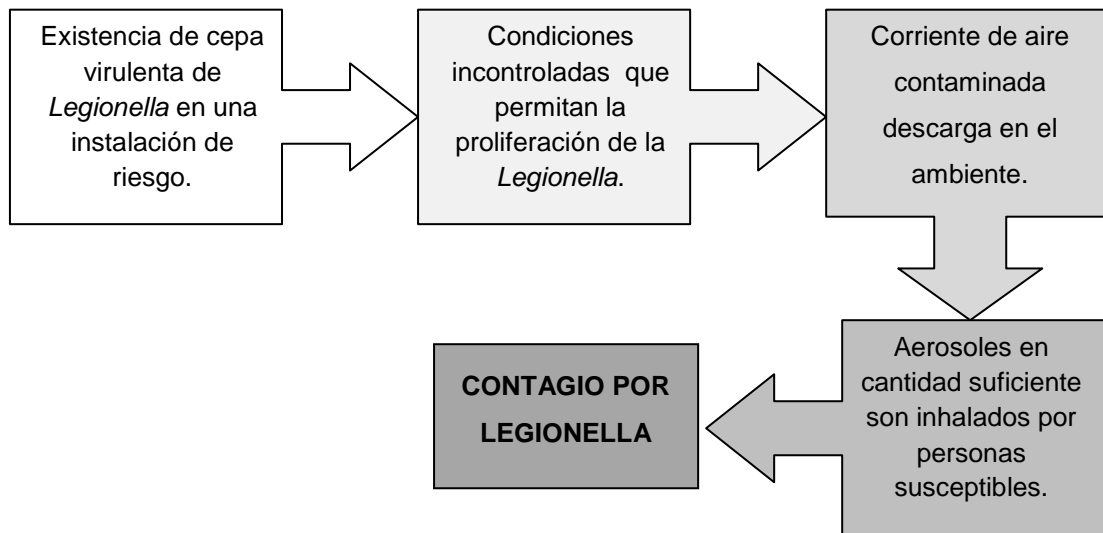 Existencia de cepa
virulenta de
Legionella en una
instalación de
riesgo.
Condiciones
incontroladas que
permitan la
proliferación de la
Legionella.
Corriente de aire
contaminada
descarga en el
ambiente.
Aerosoles en
cantidad suficiente
son inhalados por
personas
susceptibles.
CONTAGIO POR
LEGIONELLA